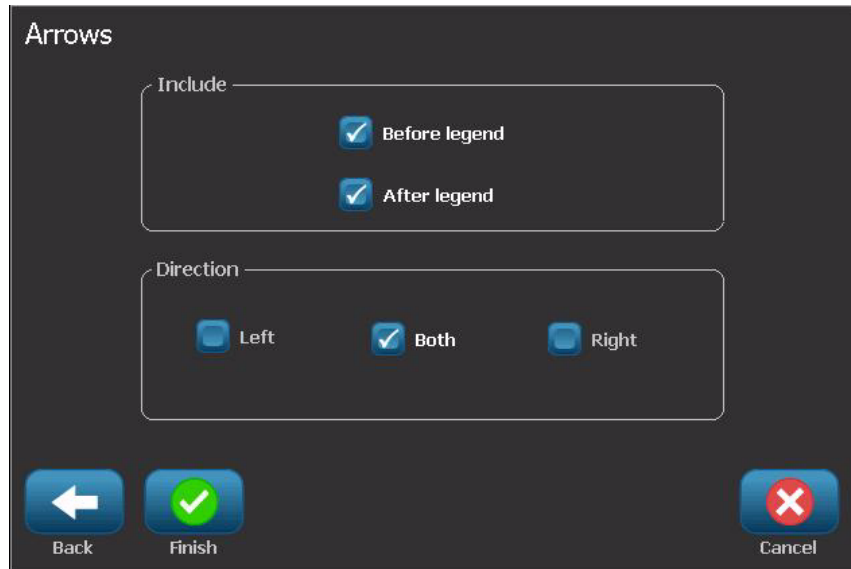 Arrows
Include
Before legend
After legend
Direction
Left Both Right
Back Finish Cancel